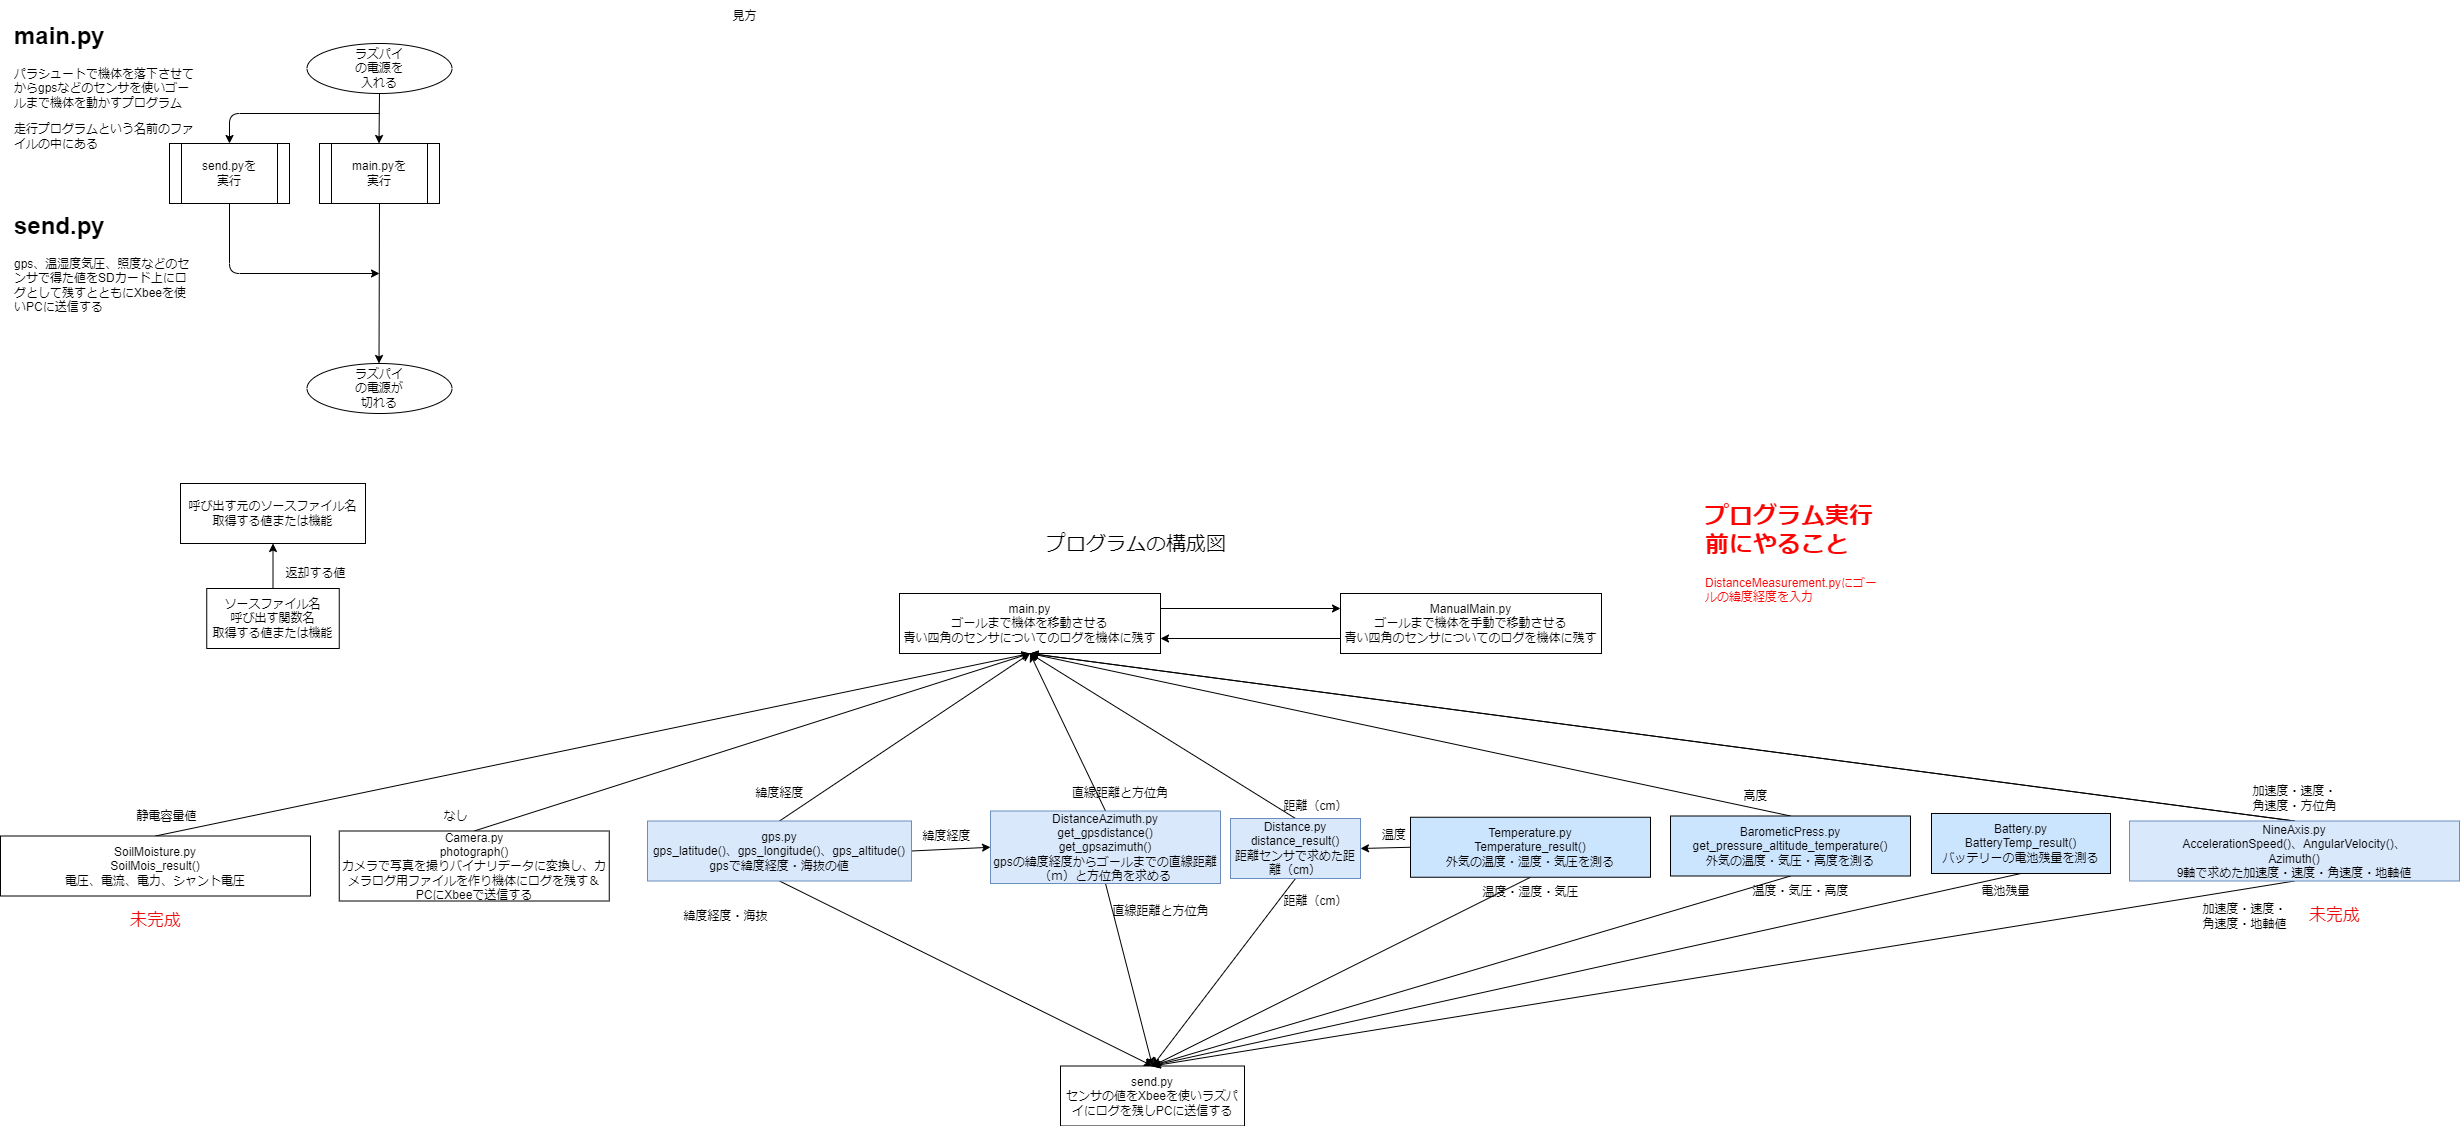 見方
main.py
パラシュートで機体を落下させて
からgpsなどのセンサを使いゴー
ルまで機体を動かすプログラム
走行プログラムという名前のファ
イルの中にある
ラズパイ
の電源を
入れる
send.pyを
実行
main.pyを
実行
send.py
gps、温湿度気圧、照度などのセ
ンサで得た値をSDカード上にロ
グとして残すとともにXbeeを使
いPCに送信する
ラズパイ
の電源が
切れる
呼び出す元のソースファイル名
取得する値または機能
返却する値
ソースファイル名
呼び出す関数名
取得する値または機能
プログラムの構成図
プログラム実行
前にやること
DistanceMeasurement.pyにゴー
ルの緯度経度を入力
main.py
ゴールまで機体を移動させる
青い四角のセンサについてのログを機体に残す
ManualMain.py
ゴールまで機体を手動で移動させる
青い四角のセンサについてのログを機体に残す
静電容量値
なし
緯度経度
緯度経度
直線距離と方位角
距離（cm）
温度
高度
加速度・速度・
角速度・方位角
SoilMoisture.py
SoilMois_result()
電圧、電流、電力、シャント電圧
未完成
Camera.py
photograph()
カメラで写真を撮りバイナリデータに変換し、カ
メラログ用ファイルを作り機体にログを残す＆
PCにXbeeで送信する
gps.py
gps_latitude()、gps_longitude()、gps_altitude()
gpsで緯度経度・海抜の値
DistanceAzimuth.py
get_gpsdistance()
get_gpsazimuth()
gpsの緯度経度からゴールまでの直線距離
（m）と方位角を求める
Distance.py
distance_result()
距離センサで求めた距
離（cm）
Temperature.py
Temperature_result()
外気の温度・湿度・気圧を測る
BarometicPress.py
get_pressure_altitude_temperature()
外気の温度・気圧・高度を測る
Battery.py
BatteryTemp_result()
バッテリーの電池残量を測る
NineAxis.py
AccelerationSpeed()、AngularVelocity()、
Azimuth()
9軸で求めた加速度・速度・角速度・地軸値
緯度経度・海抜
直線距離と方位角
距離（cm）
温度・湿度・気圧
温度・気圧・高度
電池残量
加速度・速度・
角速度・地軸値
未完成
send.py
センサの値をXbeeを使いラズパ
イにログを残しPCに送信する